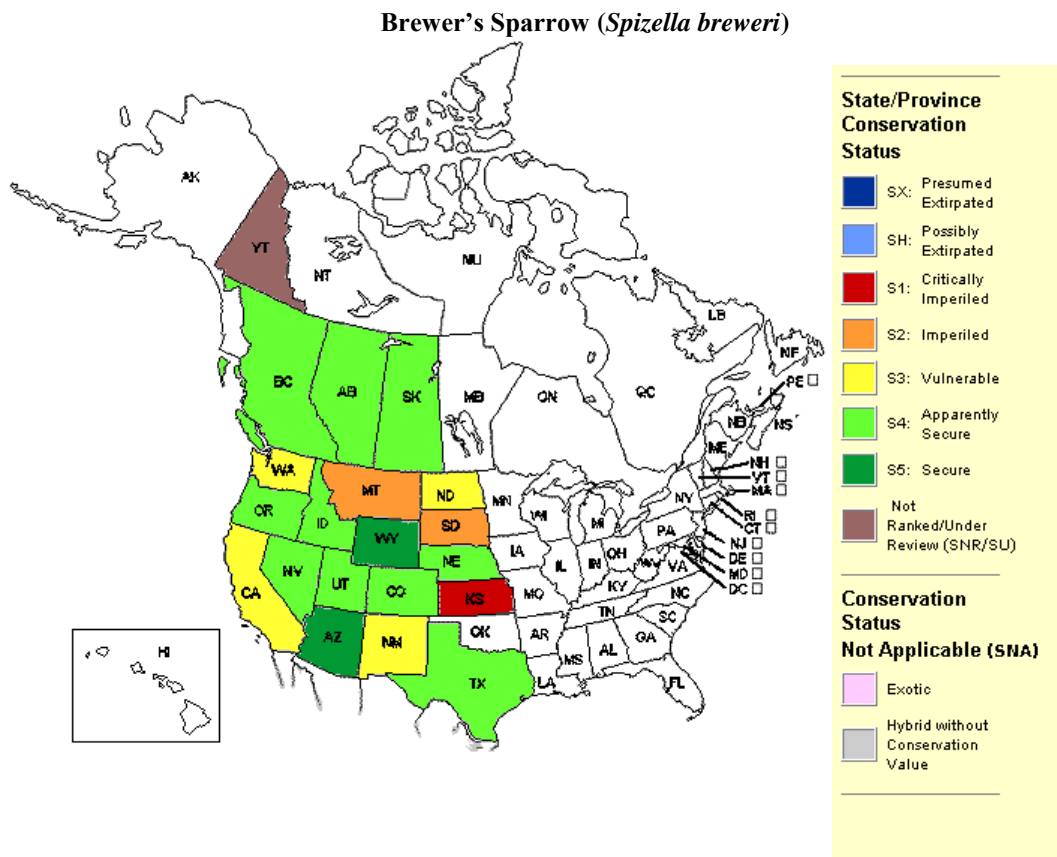 Brewer's Sparrow (Spizella breweri)
AK
YT
NT
NU
BC
AB
SK
MB
ON
QC
LB
NF
PE
NB
NS
ME
NH
VT
MA
NY
RI
CT
NJ
DE
MD
DC
PA
WA
MT
ND
MN
OR
ID
WY
SD
WI
MI
CA
NV
UT
CO
NE
IA
IL
IN
OH
WV
VA
KS
MO
KY
NC
TN
SC
AZ
NM
OK
AR
MS
AL
GA
TX
LA
FL
HI
State/Province
Conservation
Status
SX: Presumed
Extirpated
SH: Possibly
Extirpated
S1: Critically
Imperiled
S2: Imperiled
S3: Vulnerable
S4: Apparently
Secure
S5: Secure
Not
Ranked/Under
Review (SNR/SU)
Conservation
Status
Not Applicable (SNA)
Exotic
Hybrid without
Conservation
Value